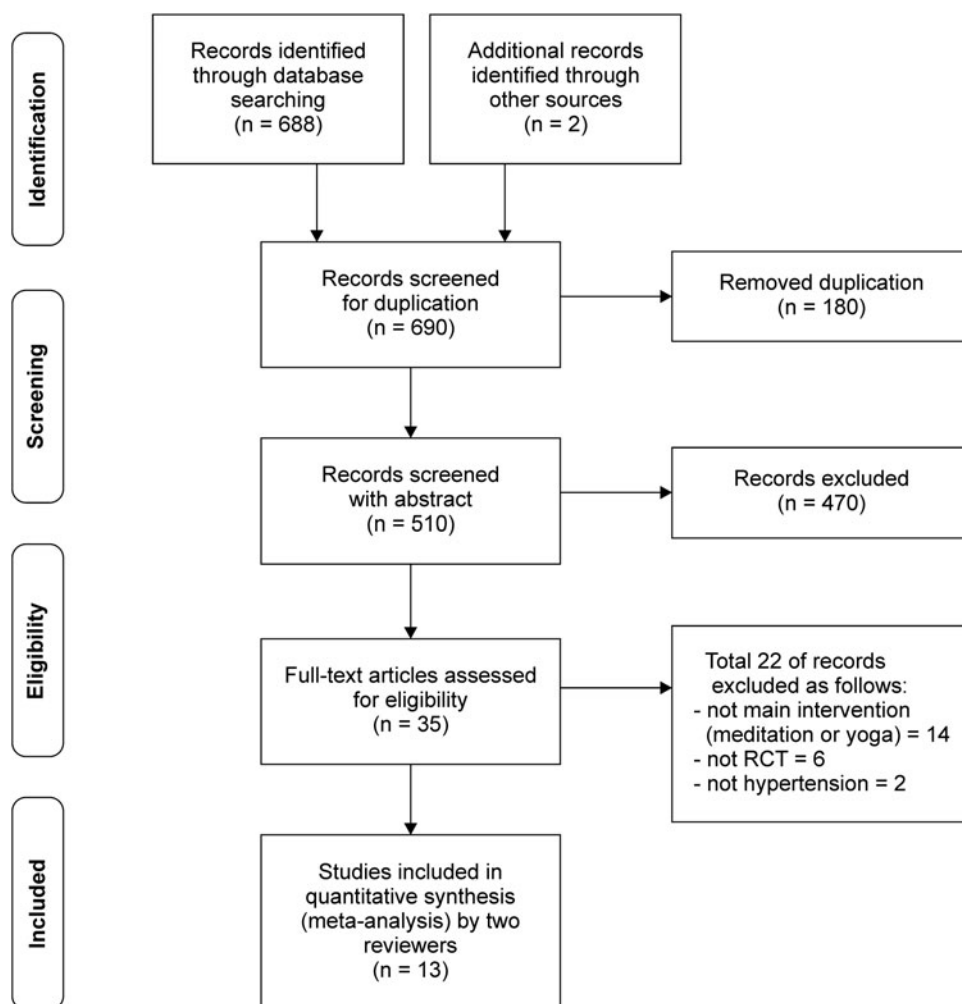 Identification
Records identified
through database
searching
(n = 688)
Additional records
identified through
other sources
(n = 2)
Screening
Records screened
for duplication
(n = 690)
Removed duplication
(n = 180)
Records screened
with abstract
(n = 510)
Records excluded
(n = 470)
Eligibility
Full-text articles assessed
for eligibility
(n = 35)
Total 22 of records
excluded as follows:
- not main intervention
(meditation or yoga) = 14
- not RCT = 6
- not hypertension = 2
Included
Studies included in
quantitative synthesis
(meta-analysis) by two
reviewers
(n = 13)